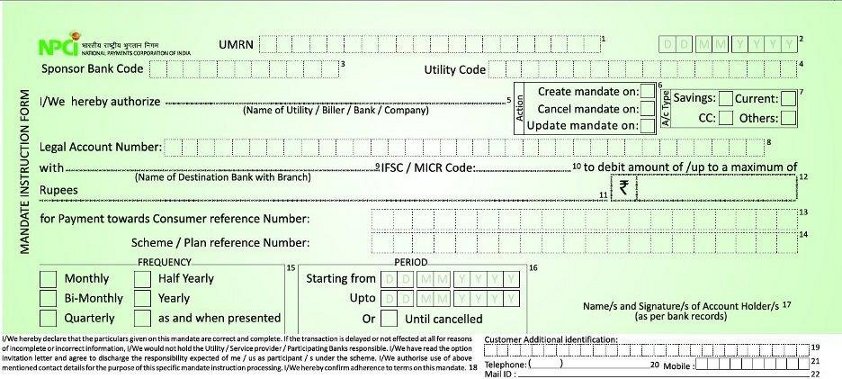 NPCI भारतीय राष्ट्रीय भुगतान निगम
NATIONAL PAYMENTS CORPORATION OF INDIA
UMRN 1 D D M M Y Y Y Y 2
Sponsor Bank Code 3 Utility Code 4
MANDATE INSTRUCTION FORM
I/We hereby authorize 5
(Name of Utility / Biller / Bank / Company)
Action
Create mandate on: 6
Cancel mandate on:
Update mandate on:
A/c Type
Savings: Current: 7
CC: Others:
Legal Account Number: 8
with 9 IFSC / MICR Code: 10 to debit amount of /up to a maximum of
(Name of Destination Bank with Branch)
Rupees 11 ₹ 12
for Payment towards Consumer reference Number: 13
Scheme / Plan reference Number: 14
FREQUENCY 15
Monthly Half Yearly
Bi-Monthly Yearly
Quarterly as and when presented
PERIOD 16
Starting from D D M M Y Y Y Y
Upto D D M M Y Y Y Y
Or Until cancelled
Name/s and Signature/s of Account Holder/s 17
(as per bank records)
I/We hereby declare that the particulars given on this mandate are correct and complete. If the transaction is delayed or not effected at all for reasons
of incomplete or incorrect information, I/We would not hold the Utility / Service provider / Participating Banks responsible. I/We have read the option
invitation letter and agree to discharge the responsibility expected of me / us as participant / s under the scheme. I/We authorise use of above
mentioned contact details for the purpose of this specific mandate instruction processing. I/We hereby confirm adherence to terms on this mandate. 18
Customer Additional identification:
19
Telephone: ( ) 20 Mobile : 21
Mail ID : 22